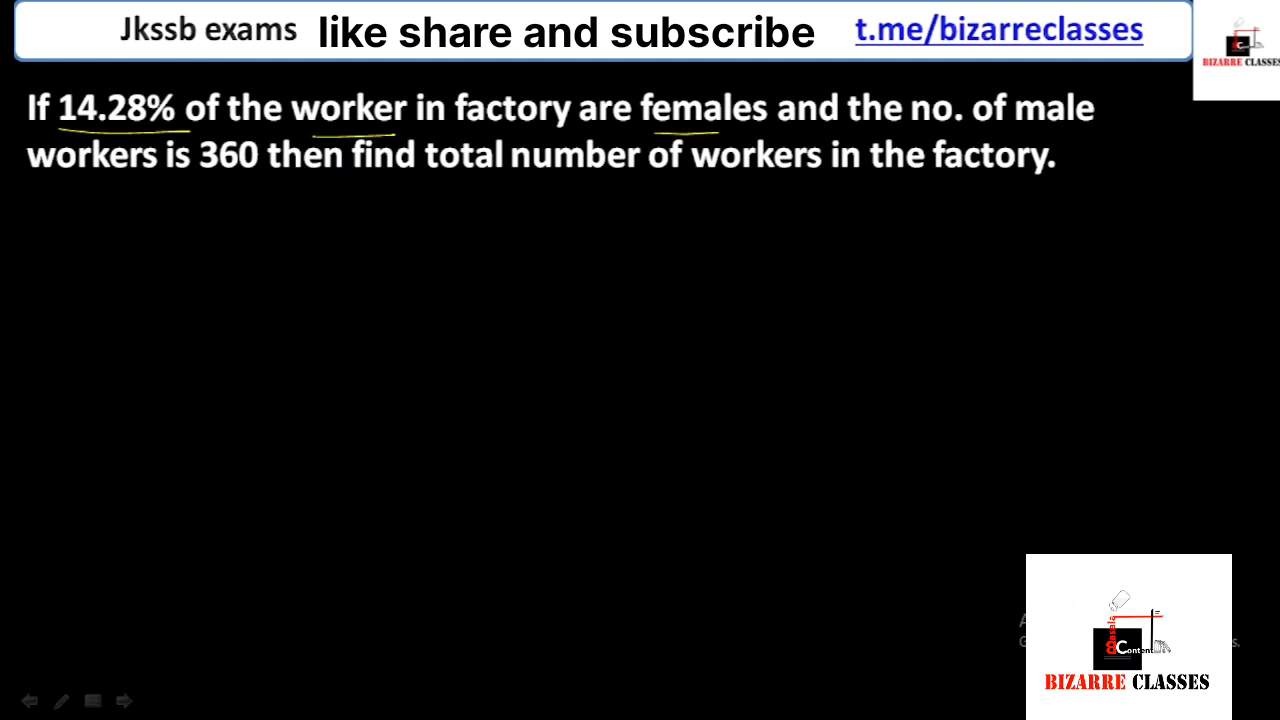 Jkssb exams like share and subscribe t.me/bizarreclasses
BIZARRE CLASSES
If 14.28% of the worker in factory are females and the no. of male
workers is 360 then find total number of workers in the factory.
BIZARRE CLASSES